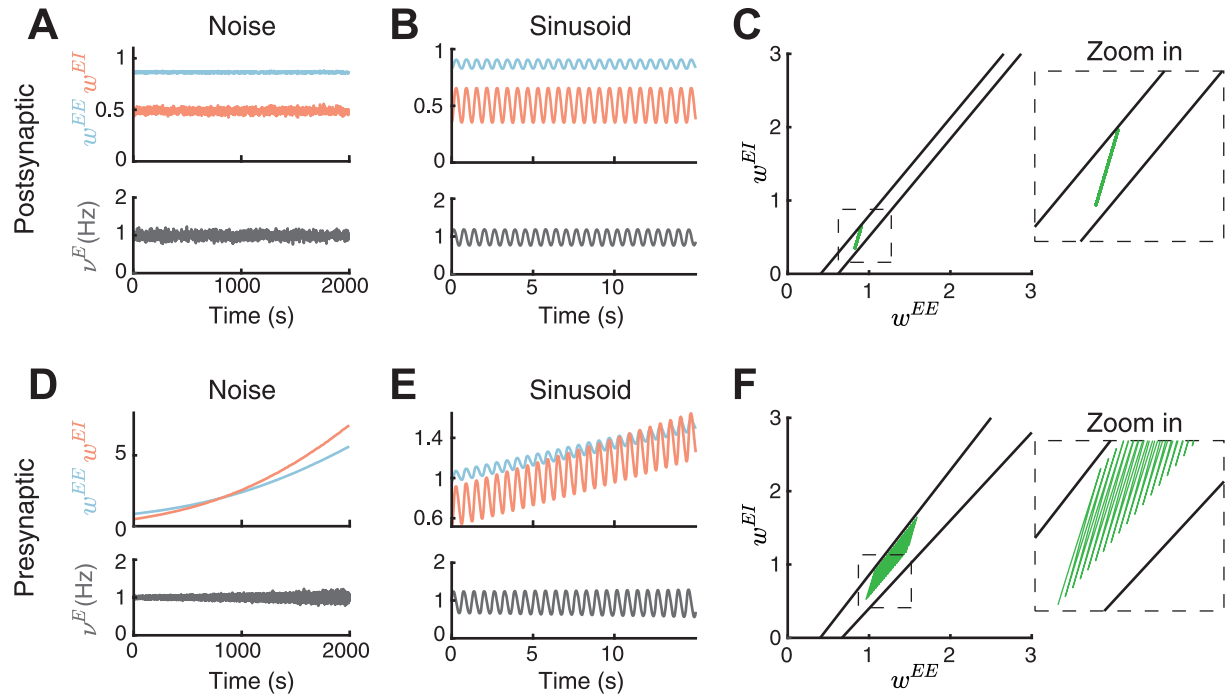 A
Noise
B
Sinusoid
C
Zoom in
Postsynaptic
w^EE w^EI
1
0.5
0
1
0.5
0
ν^E (Hz)
2
1
0
0
1000
2000
Time (s)
2
1
0
0
5
10
Time (s)
w^EI
3
2
1
0
0
1
2
3
w^EE
D
Noise
E
Sinusoid
F
Zoom in
Presynaptic
w^EE w^EI
5
0
1.4
1
0.6
ν^E (Hz)
2
1
0
0
1000
2000
Time (s)
2
1
0
0
5
10
Time (s)
w^EI
3
2
1
0
0
1
2
3
w^EE